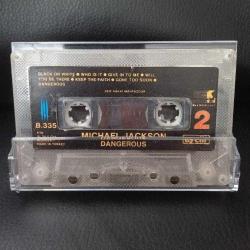 BLACK OR WHITE • WHO IS IT • GIVE IN TO ME • WILL
YOU BE THERE • KEEP THE FAITH • GONE TOO SOON •
DANGEROUS
B.335
2
MICHAEL JACKSON
DANGEROUS
MADE IN TURKEY